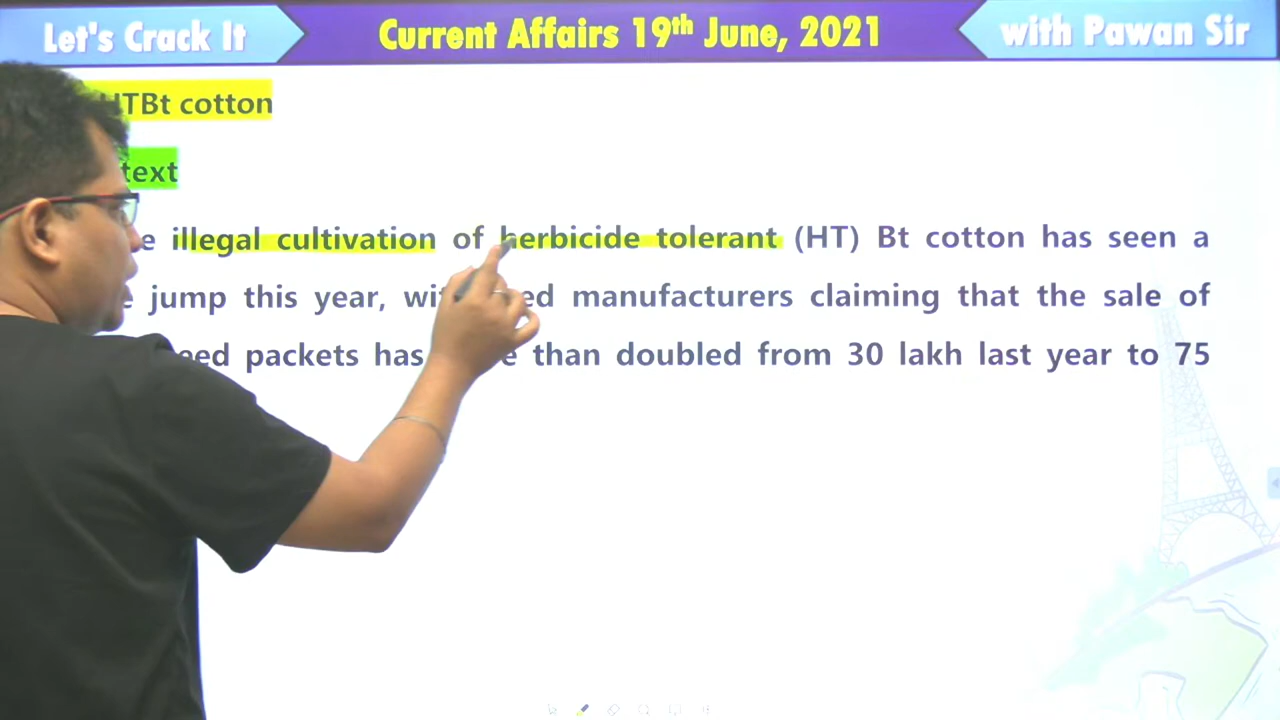 Let's Crack It
Current Affairs 19th June, 2021
with Pawan Sir
HTBt cotton
text
illegal cultivation of herbicide tolerant (HT) Bt cotton has seen a
jump this year, manufacturers claiming that the sale of
packets has than doubled from 30 lakh last year to 75